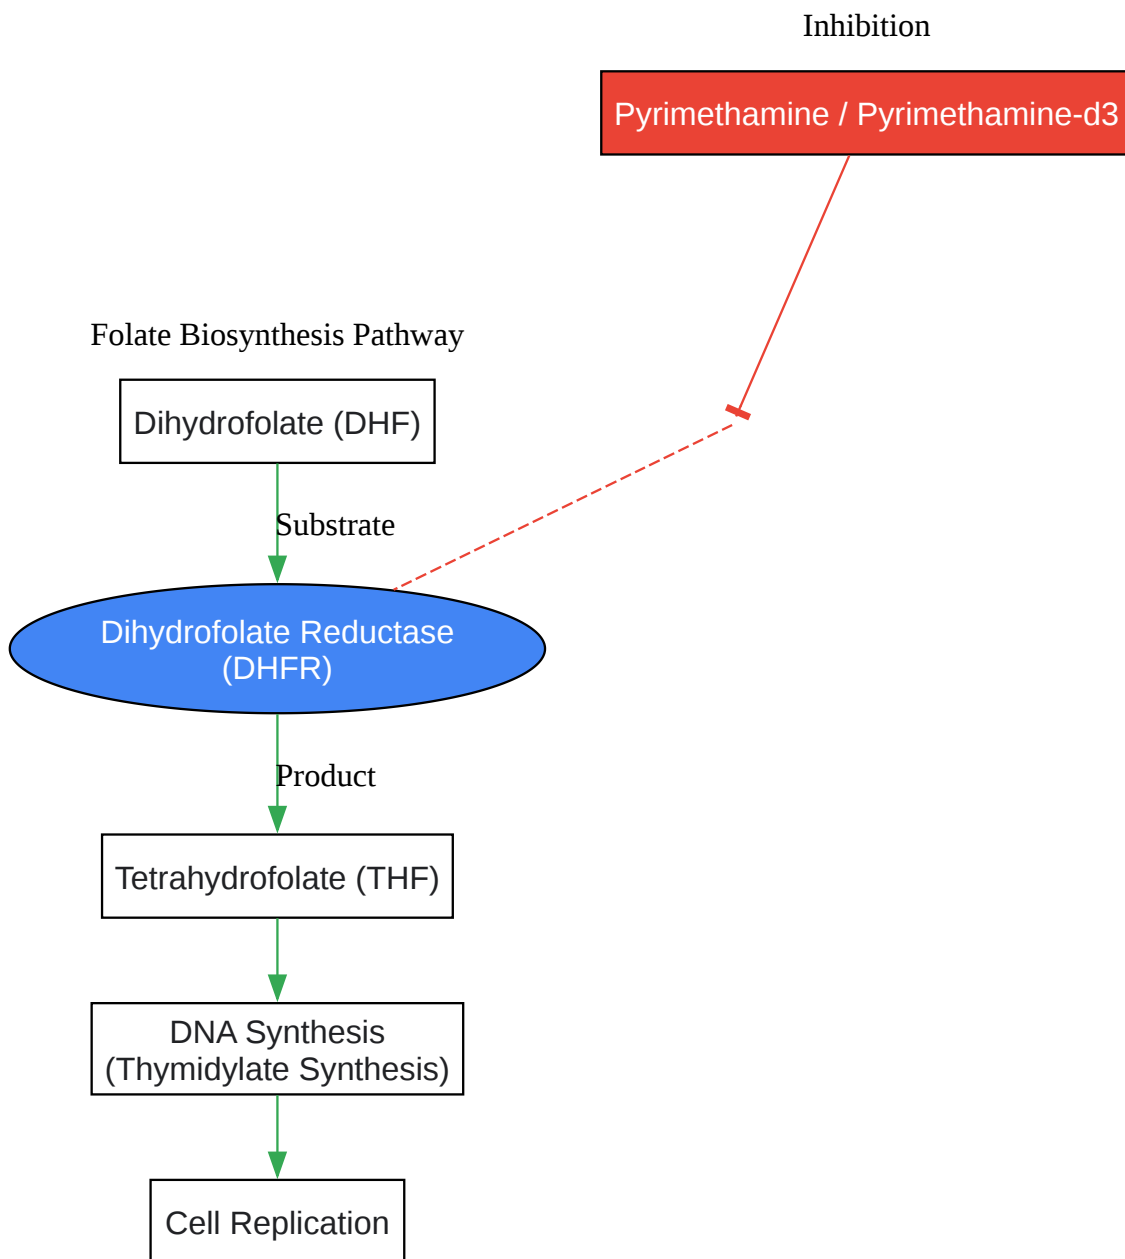 Inhibition
Pyrimethamine / Pyrimethamine-d3
Folate Biosynthesis Pathway
Dihydrofolate (DHF)
Substrate
Dihydrofolate Reductase
(DHFR)
Product
Tetrahydrofolate (THF)
DNA Synthesis
(Thymidylate Synthesis)
Cell Replication